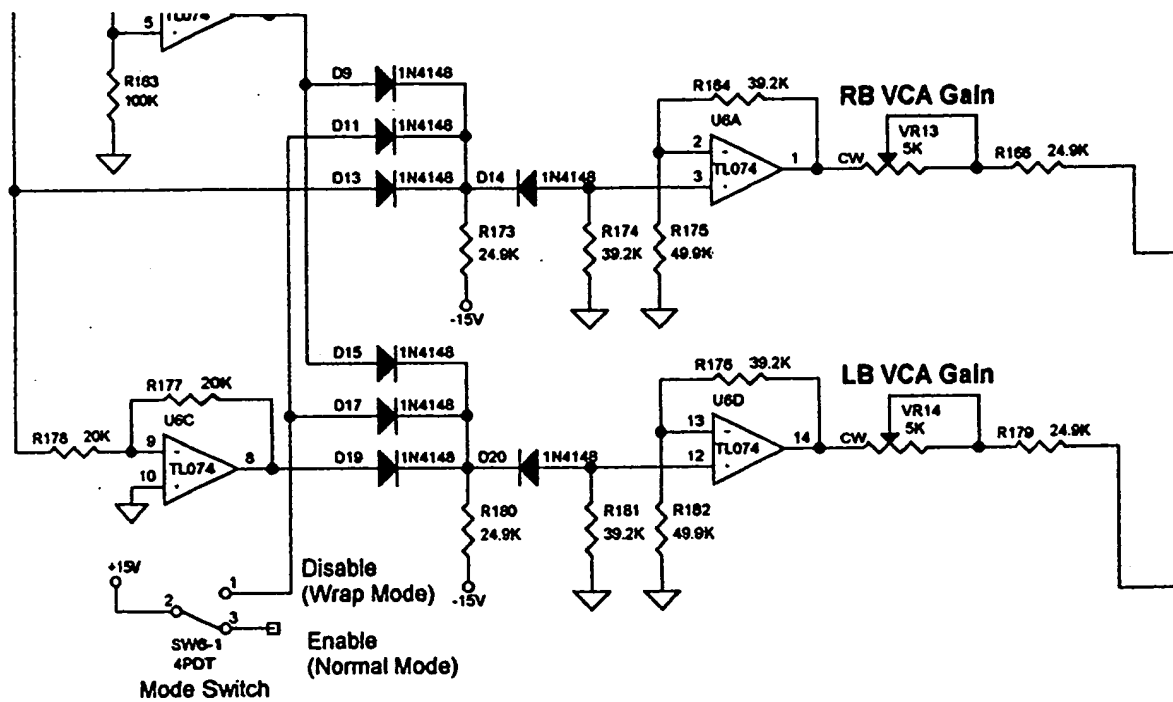 5
TL074
R163
100K
D9 1N4148
D11 1N4148
D13 1N4148
D14 1N4148
R173
24.9K
-15V
R174
39.2K
R175
49.9K
R164 39.2K
U6A
2
3
TL074
1
RB VCA Gain
CW
VR13
5K
R166 24.9K
D15 1N4148
D17 1N4148
D19 1N4148
D20 1N4148
R177 20K
U6C
R178 20K
9
10
TL074
8
R180
24.9K
-15V
R181
39.2K
R182
49.9K
R176 39.2K
U6D
13
12
TL074
14
LB VCA Gain
CW
VR14
5K
R179 24.9K
+15V
1
2
3
SW6-1
4PDT
Mode Switch
Disable
(Wrap Mode)
Enable
(Normal Mode)